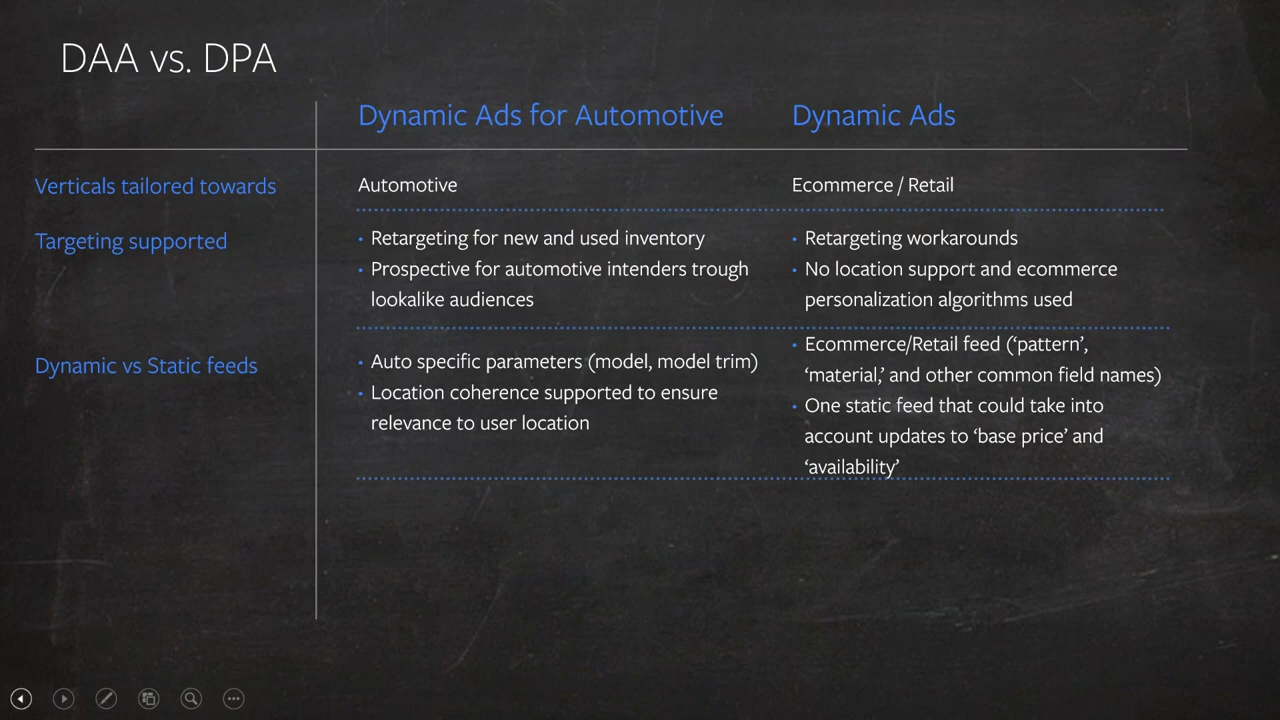 DAA vs. DPA
Dynamic Ads for Automotive
Dynamic Ads
Verticals tailored towards
Automotive
Ecommerce / Retail
Targeting supported
• Retargeting for new and used inventory
• Prospective for automotive intenders trough
lookalike audiences
• Retargeting workarounds
• No location support and ecommerce
personalization algorithms used
Dynamic vs Static feeds
• Auto specific parameters (model, model trim)
• Location coherence supported to ensure
relevance to user location
• Ecommerce/Retail feed (‘pattern’,
‘material,’ and other common field names)
• One static feed that could take into
account updates to ‘base price’ and
‘availability’